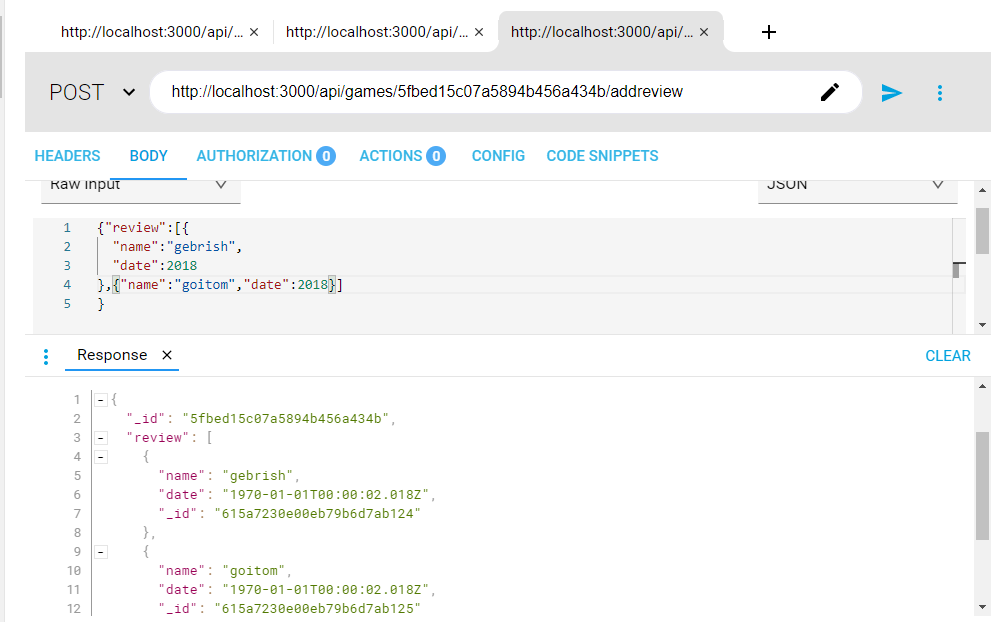 http://localhost:3000/api/... × http://localhost:3000/api/... × http://localhost:3000/api/... × +
POST http://localhost:3000/api/games/5fbed15c07a5894b456a434b/addreview
HEADERS BODY AUTHORIZATION 0 ACTIONS 0 CONFIG CODE SNIPPETS
Raw Input JSON
1 {"review":[{
2 "name":"gebrish",
3 "date":2018
4 },{"name":"goitom","date":2018}]
5 }
Response × CLEAR
1 - {
2 "_id": "5fbed15c07a5894b456a434b",
3 - "review": [
4 - {
5 "name": "gebrish",
6 "date": "1970-01-01T00:00:02.018Z",
7 "_id": "615a7230e00eb79b6d7ab124"
8 },
9 - {
10 "name": "goitom",
11 "date": "1970-01-01T00:00:02.018Z",
12 "_id": "615a7230e00eb79b6d7ab125"